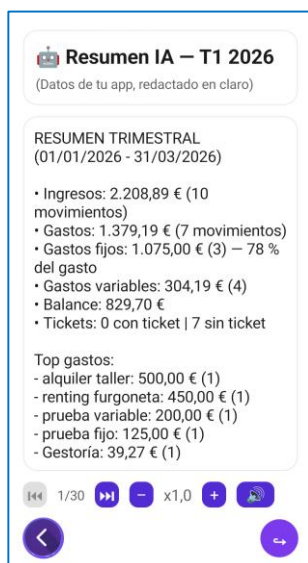 🤖 Resumen IA — T1 2026
(Datos de tu app, redactado en claro)
RESUMEN TRIMESTRAL
(01/01/2026 - 31/03/2026)
• Ingresos: 2.208,89 € (10
movimientos)
• Gastos: 1.379,19 € (7 movimientos)
• Gastos fijos: 1.075,00 € (3) — 78 %
del gasto
• Gastos variables: 304,19 € (4)
• Balance: 829,70 €
• Tickets: 0 con ticket | 7 sin ticket
Top gastos:
- alquiler taller: 500,00 € (1)
- renting furgoneta: 450,00 € (1)
- prueba variable: 200,00 € (1)
- prueba fijo: 125,00 € (1)
- Gestoría: 39,27 € (1)
⏮ 1/30 ⏭ − x1,0 + 🔊